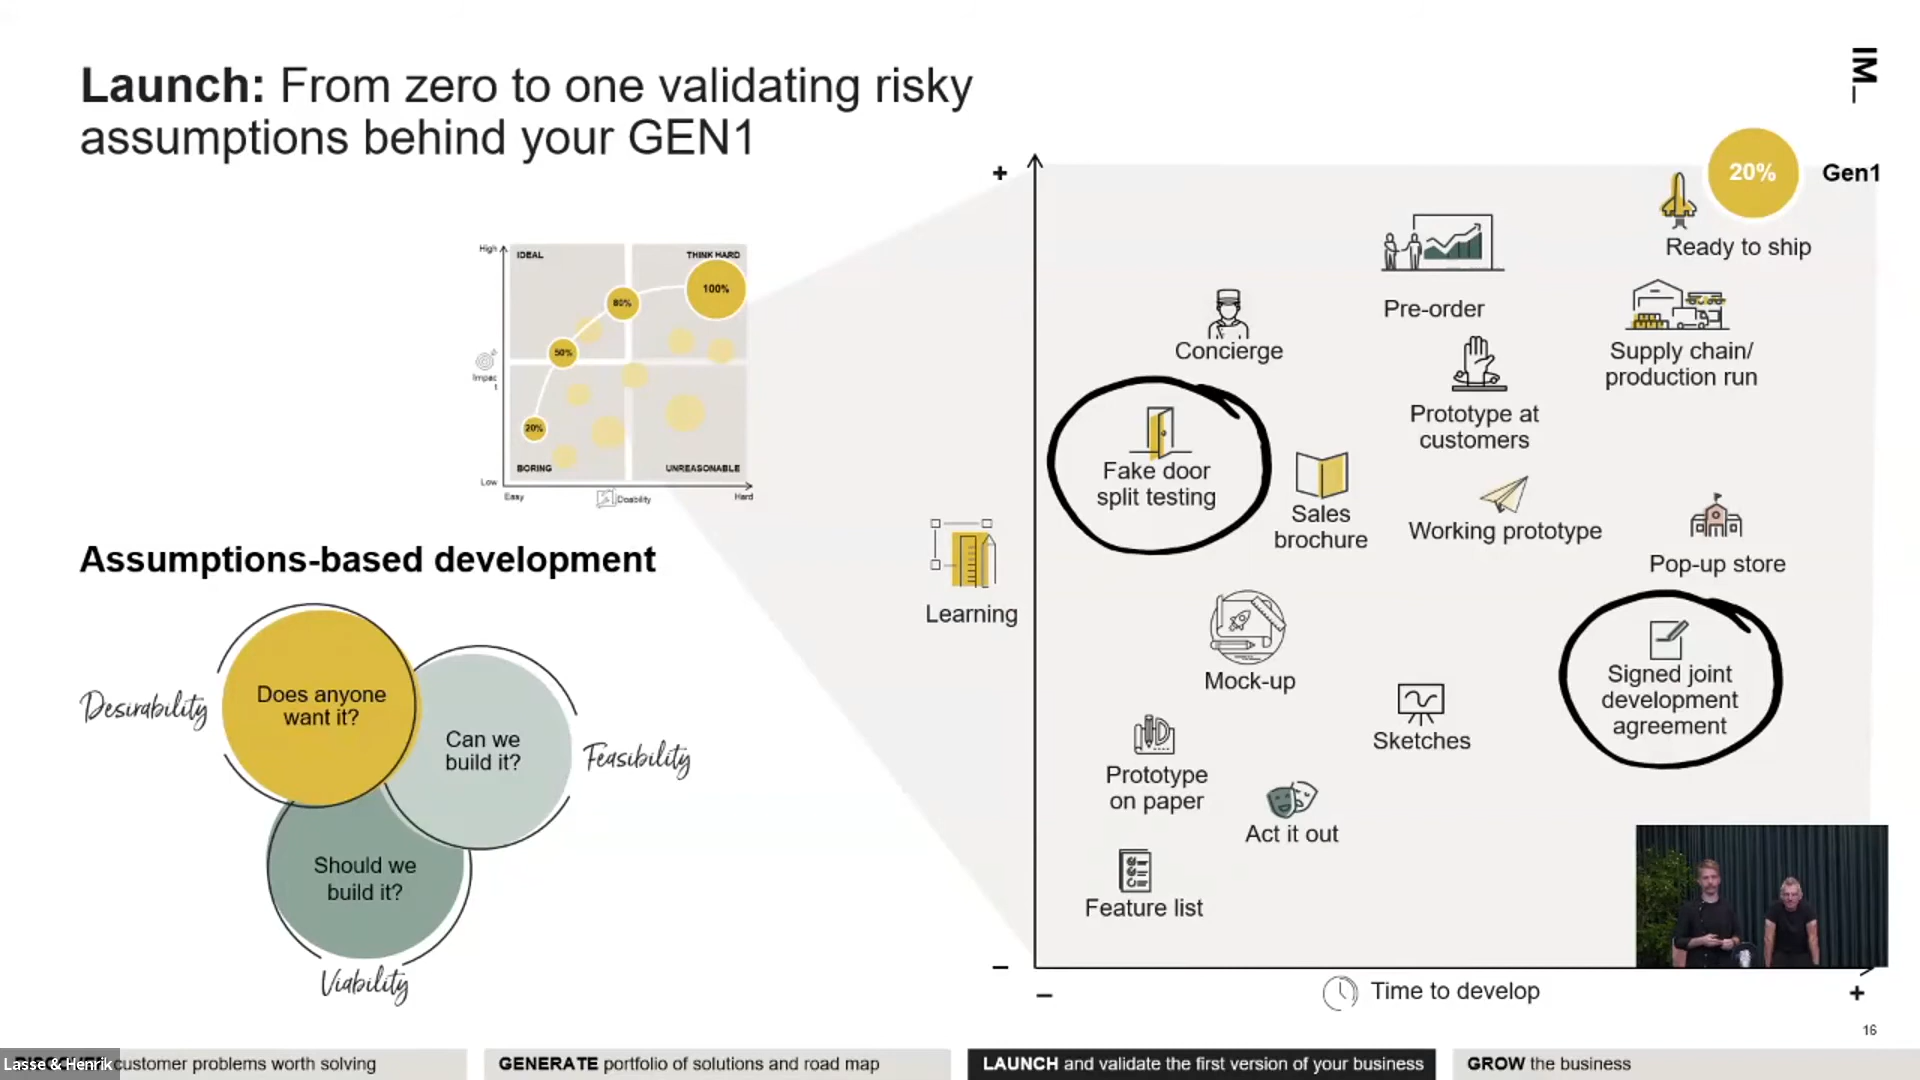 Launch: From zero to one validating risky
assumptions behind your GEN1
IM_
High
IDEAL
THINK HARD
100%
80%
50%
20%
Impac
t
BORING
UNREASONABLE
Low
Easy
Doability
Hard
Assumptions-based development
Desirability
Does anyone
want it?
Can we
build it?
Feasibility
Should we
build it?
Viability
+
20%
Gen1
Ready to ship
Pre-order
Concierge
Supply chain/
production run
Prototype at
customers
Fake door
split testing
Sales
brochure
Working prototype
Pop-up store
Learning
Mock-up
Signed joint
development
agreement
Sketches
Prototype
on paper
Act it out
Feature list
–
–
Time to develop
+
16
Lasse & Henrik
customer problems worth solving
GENERATE portfolio of solutions and road map
LAUNCH and validate the first version of your business
GROW the business